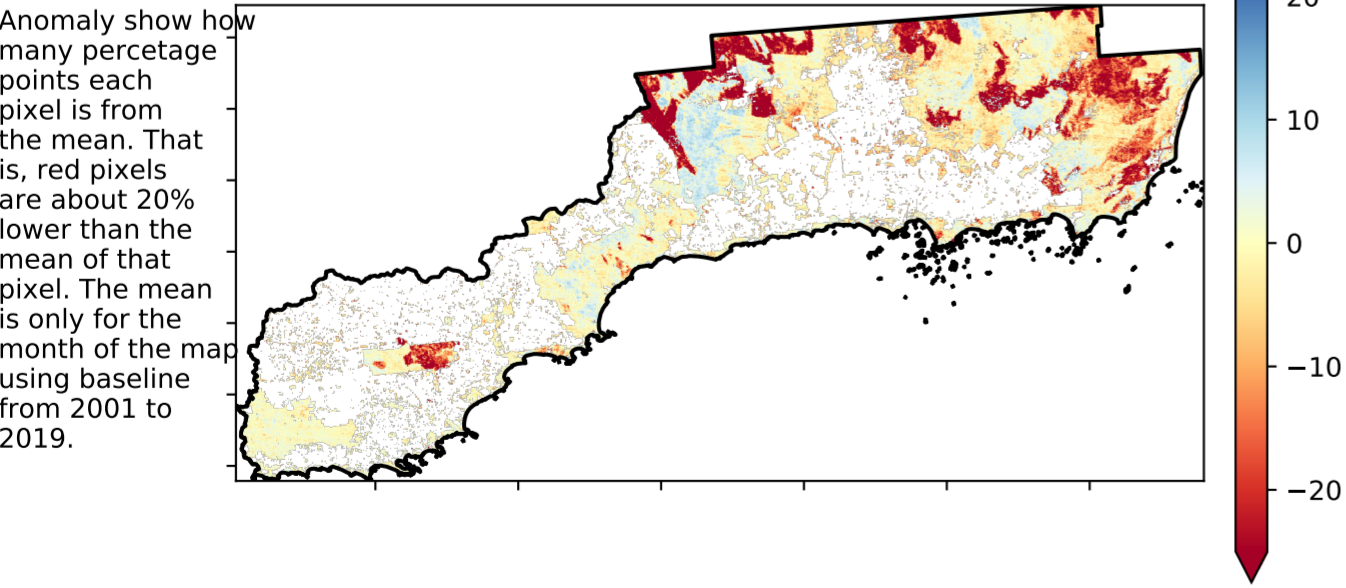 Anomaly show how
many percetage
points each
pixel is from
the mean. That
is, red pixels
are about 20%
lower than the
mean of that
pixel. The mean
is only for the
month of the map
using baseline
from 2001 to
2019.
20
10
0
−10
−20